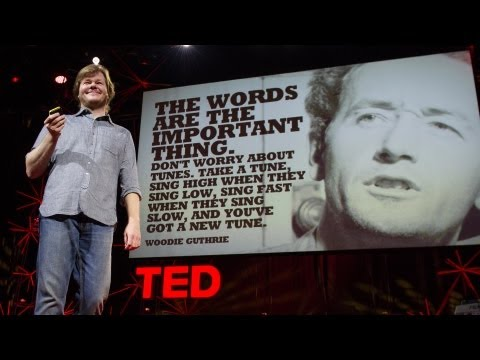 THE WORDS
ARE THE
IMPORTANT
THING.
DON'T WORRY ABOUT
TUNES. TAKE A TUNE,
SING HIGH WHEN THEY
SING LOW, SING FAST
WHEN THEY SING
SLOW, AND YOU'VE
GOT A NEW TUNE.
WOODIE GUTHRIE
TED